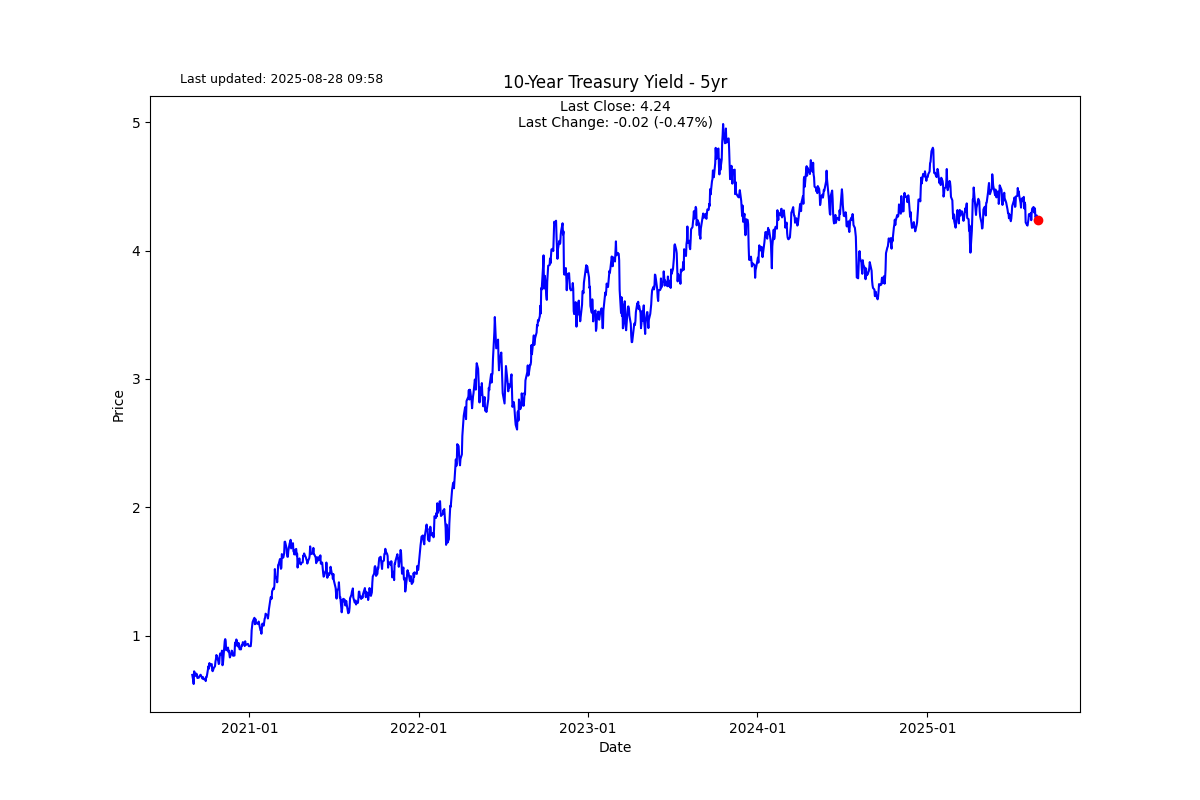 Last updated: 2025-08-28 09:58
10-Year Treasury Yield - 5yr
Last Close: 4.24
Last Change: -0.02 (-0.47%)
5
4
3
2
1
Price
2021-01
2022-01
2023-01
2024-01
2025-01
Date